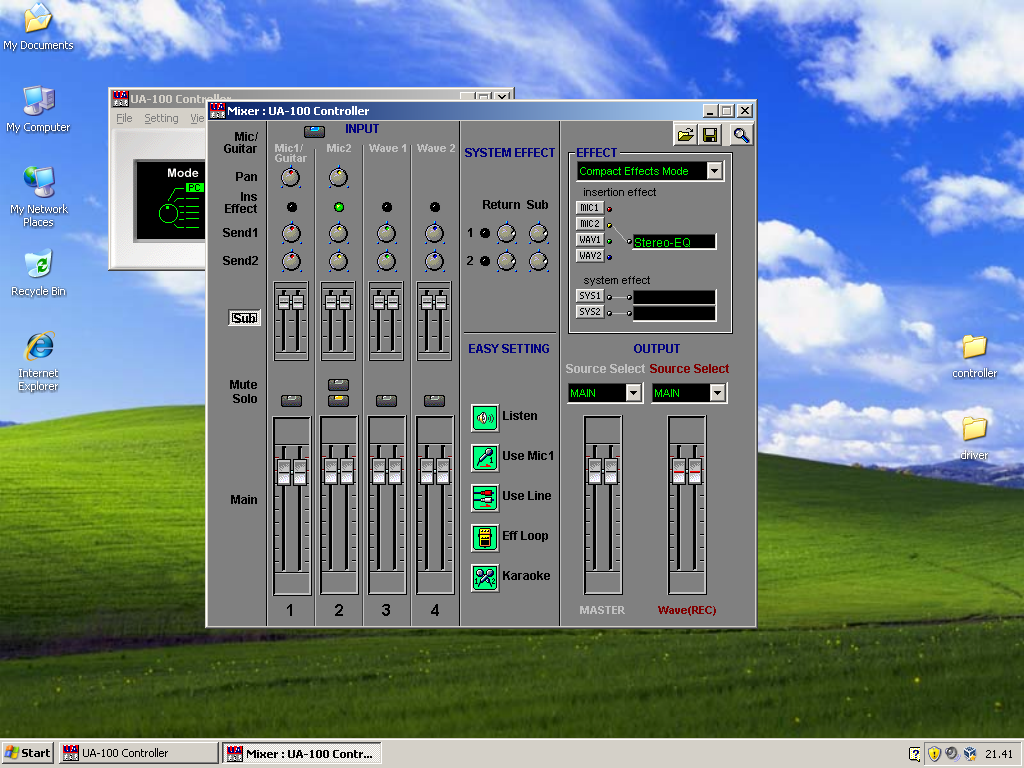 My Documents
My Computer
My Network
Places
Recycle Bin
Internet
Explorer
controller
driver
UA-100 Controller
File Setting
Mode
PC
Mixer : UA-100 Controller
Mic/
Guitar
INPUT
Mic1/
Guitar
Mic2
Wave 1
Wave 2
Pan
Ins
Effect
Send1
Send2
Sub
Mute
Solo
Main
1
2
3
4
SYSTEM EFFECT
Return Sub
1
2
EASY SETTING
Listen
Use Mic1
Use Line
Eff Loop
Karaoke
EFFECT
Compact Effects Mode
insertion effect
MIC1
MIC2
WAV1
WAV2
Stereo-EQ
system effect
SYS1
SYS2
OUTPUT
Source Select Source Select
MAIN MAIN
MASTER Wave(REC)
Start
UA-100 Controller
Mixer : UA-100 Contr...
21.41